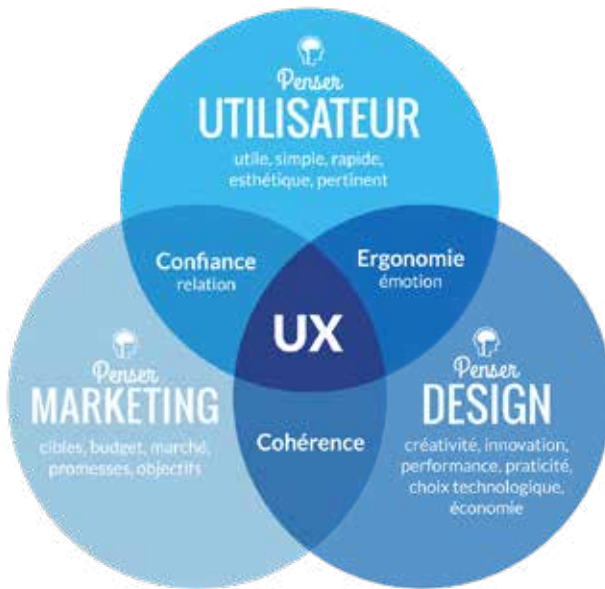 Penser
UTILISATEUR
utile, simple, rapide,
esthétique, pertinent
Confiance
relation
Ergonomie
émotion
UX
Penser
MARKETING
cibles, budget, marché,
promesses, objectifs
Cohérence
Penser
DESIGN
créativité, innovation,
performance, praticité,
choix technologique,
économie